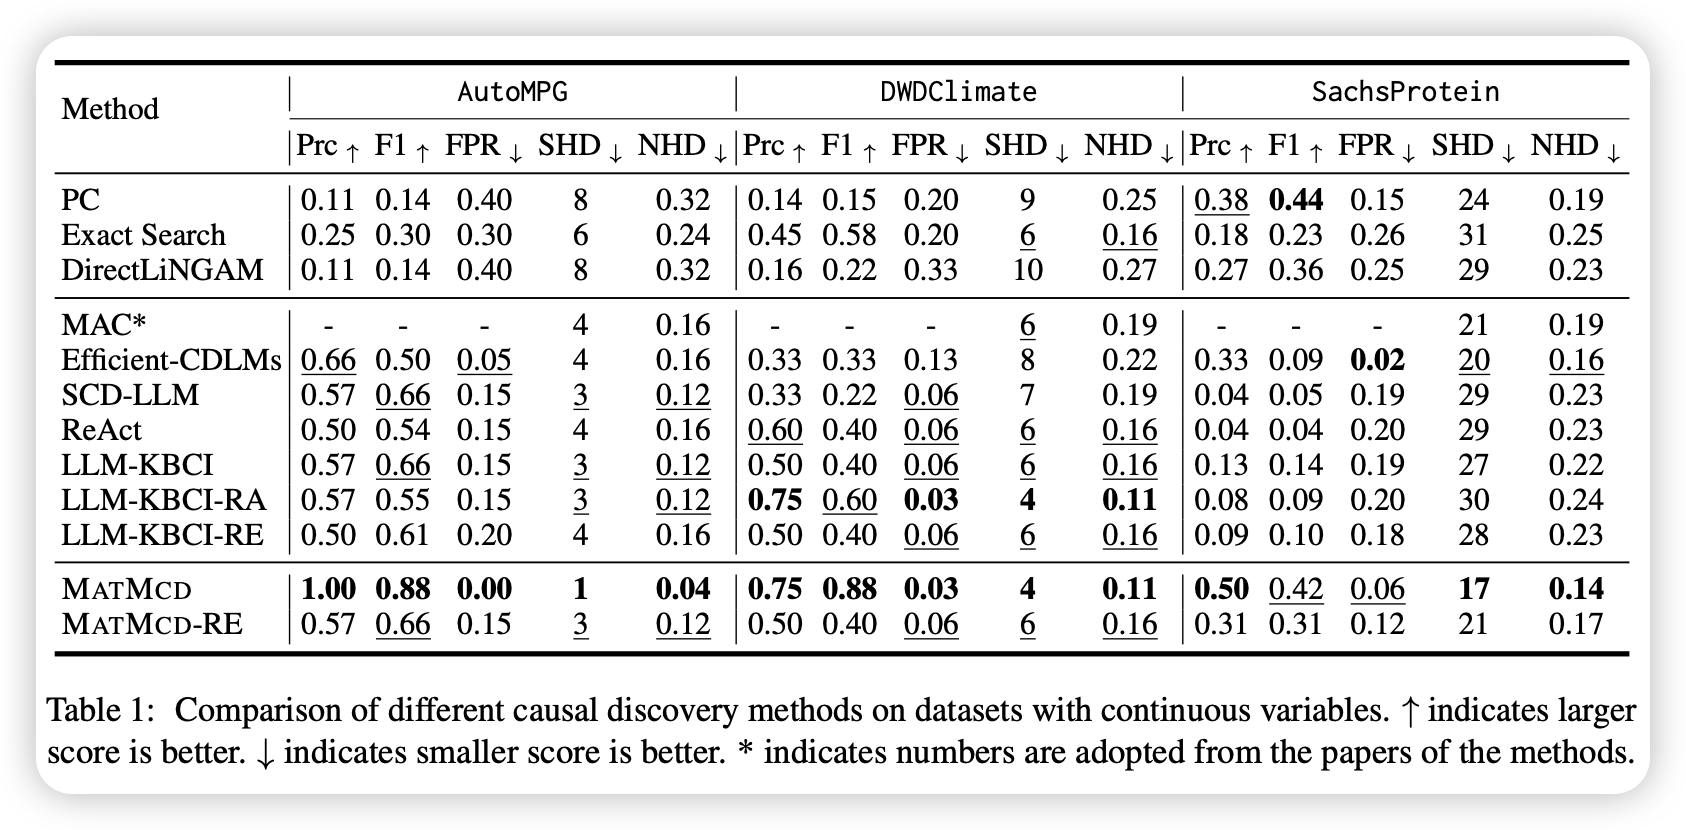 Method AutoMPG DWDClimate SachsProtein
Prc ↑ F1 ↑ FPR ↓ SHD ↓ NHD ↓ Prc ↑ F1 ↑ FPR ↓ SHD ↓ NHD ↓ Prc ↑ F1 ↑ FPR ↓ SHD ↓ NHD ↓
PC 0.11 0.14 0.40 8 0.32 0.14 0.15 0.20 9 0.25 0.38 0.44 0.15 24 0.19
Exact Search 0.25 0.30 0.30 6 0.24 0.45 0.58 0.20 6 0.16 0.18 0.23 0.26 31 0.25
DirectLiNGAM 0.11 0.14 0.40 8 0.32 0.16 0.22 0.33 10 0.27 0.27 0.36 0.25 29 0.23
MAC* - - - 4 0.16 - - - 6 0.19 - - - 21 0.19
Efficient-CDLMs 0.66 0.50 0.05 4 0.16 0.33 0.33 0.13 8 0.22 0.33 0.09 0.02 20 0.16
SCD-LLM 0.57 0.66 0.15 3 0.12 0.33 0.22 0.06 7 0.19 0.04 0.05 0.19 29 0.23
ReAct 0.50 0.54 0.15 4 0.16 0.60 0.40 0.06 6 0.16 0.04 0.04 0.20 29 0.23
LLM-KBCI 0.57 0.66 0.15 3 0.12 0.50 0.40 0.06 6 0.16 0.13 0.14 0.19 27 0.22
LLM-KBCI-RA 0.57 0.55 0.15 3 0.12 0.75 0.60 0.03 4 0.11 0.08 0.09 0.20 30 0.24
LLM-KBCI-RE 0.50 0.61 0.20 4 0.16 0.50 0.40 0.06 6 0.16 0.09 0.10 0.18 28 0.23
MATMCD 1.00 0.88 0.00 1 0.04 0.75 0.88 0.03 4 0.11 0.50 0.42 0.06 17 0.14
MATMCD-RE 0.57 0.66 0.15 3 0.12 0.50 0.40 0.06 6 0.16 0.31 0.31 0.12 21 0.17
Table 1: Comparison of different causal discovery methods on datasets with continuous variables. ↑ indicates larger
score is better. ↓ indicates smaller score is better. * indicates numbers are adopted from the papers of the methods.